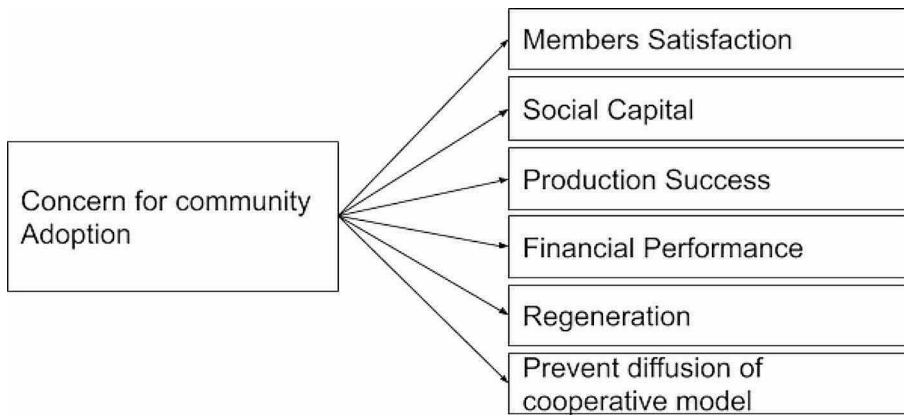 Members Satisfaction
Social Capital
Concern for community
Adoption
Production Success
Financial Performance
Regeneration
Prevent diffusion of
cooperative model